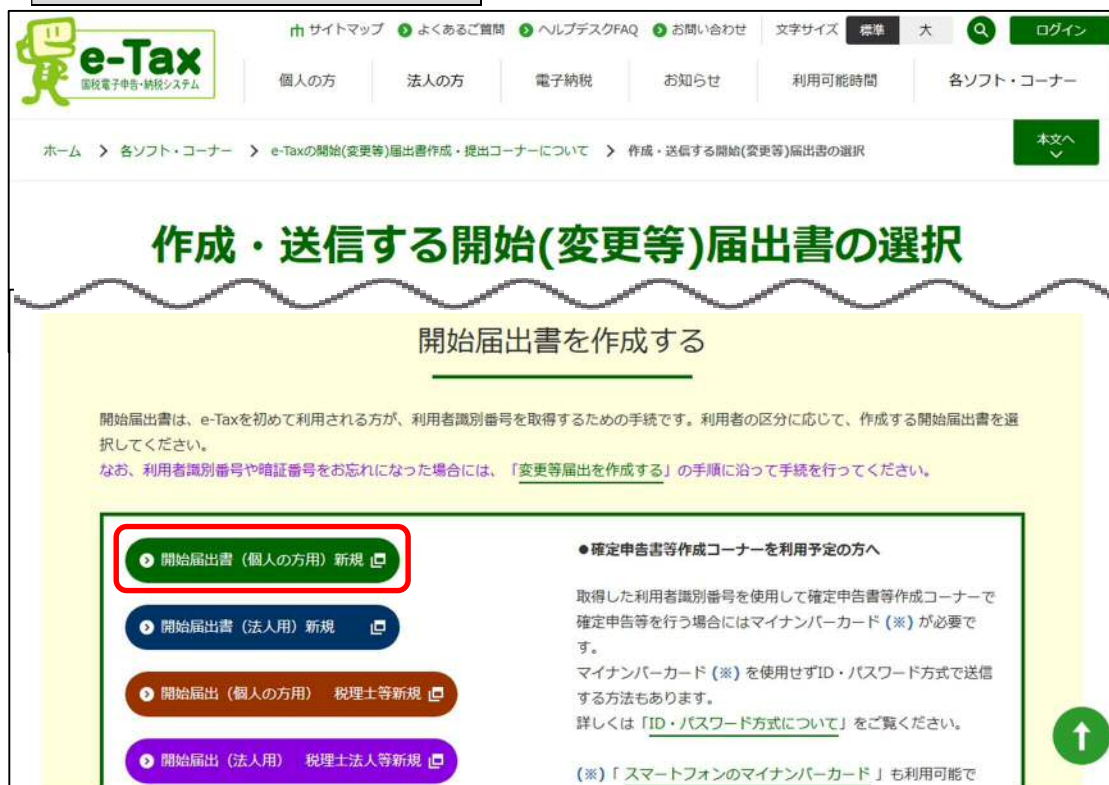 サイトマップ よくあるご質問 ヘルプデスクFAQ お問い合わせ 文字サイズ 標準 大 ログイン
e-Tax
国税電子申告・納税システム
個人の方 法人の方 電子納税 お知らせ 利用可能時間 各ソフト・コーナー
ホーム > 各ソフト・コーナー > e-Taxの開始(変更等)届出書作成・提出コーナーについて > 作成・送信する開始(変更等)届出書の選択
本文へ
作成・送信する開始(変更等)届出書の選択
開始届出書を作成する
開始届出書は、e-Taxを初めて利用される方が、利用者識別番号を取得するための手続です。利用者の区分に応じて、作成する開始届出書を選
択してください。
なお、利用者識別番号や暗証番号をお忘れになった場合には、「変更等届出を作成する」の手順に沿って手続を行ってください。
開始届出書（個人の方用）新規
開始届出書（法人用）新規
開始届出（個人の方用） 税理士等新規
開始届出（法人用） 税理士法人等新規
●確定申告書等作成コーナーを利用予定の方へ
取得した利用者識別番号を使用して確定申告書等作成コーナーで
確定申告等を行う場合にはマイナンバーカード (※) が必要で
す。
マイナンバーカード (※) を使用せずID・パスワード方式で送信
する方法もあります。
詳しくは「ID・パスワード方式について」をご覧ください。
(※)「 スマートフォンのマイナンバーカード 」も利用可能で